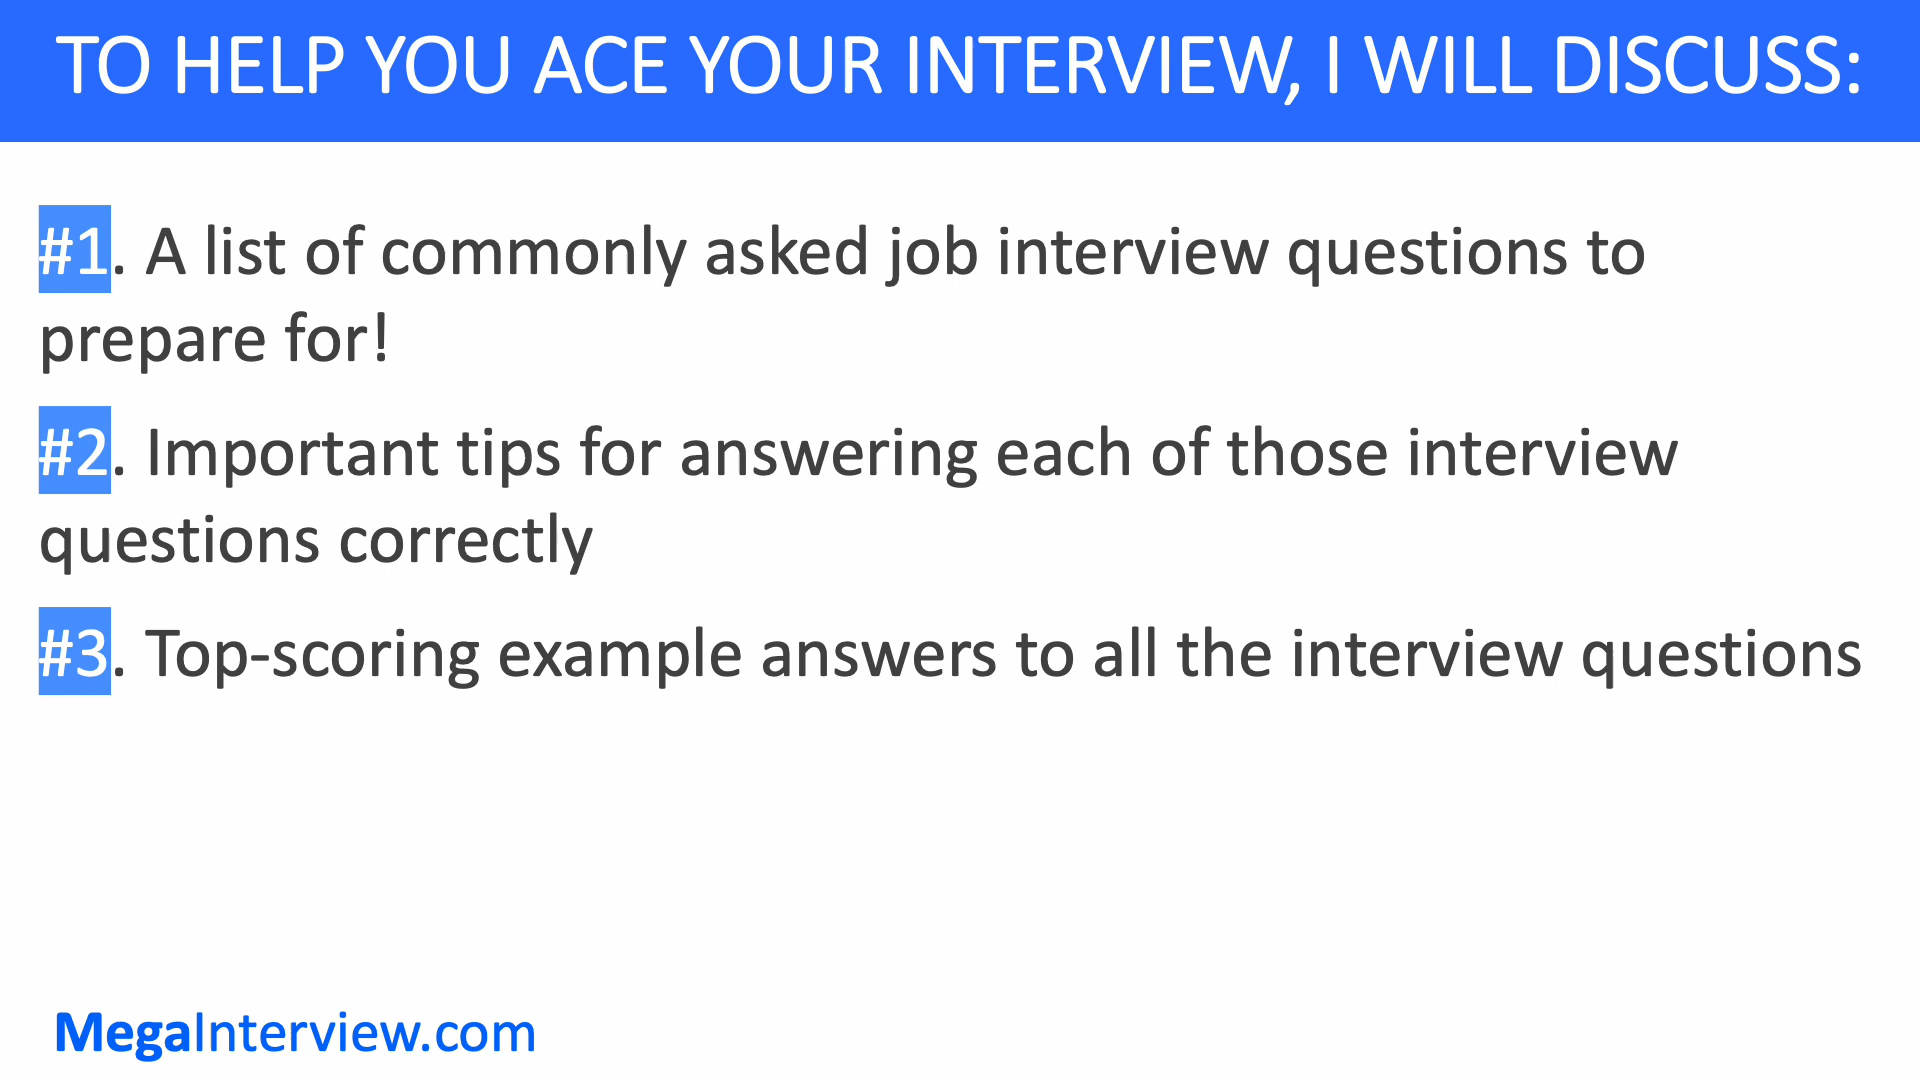 TO HELP YOU ACE YOUR INTERVIEW, I WILL DISCUSS:
#1. A list of commonly asked job interview questions to
prepare for!
#2. Important tips for answering each of those interview
questions correctly
#3. Top-scoring example answers to all the interview questions
MegaInterview.com